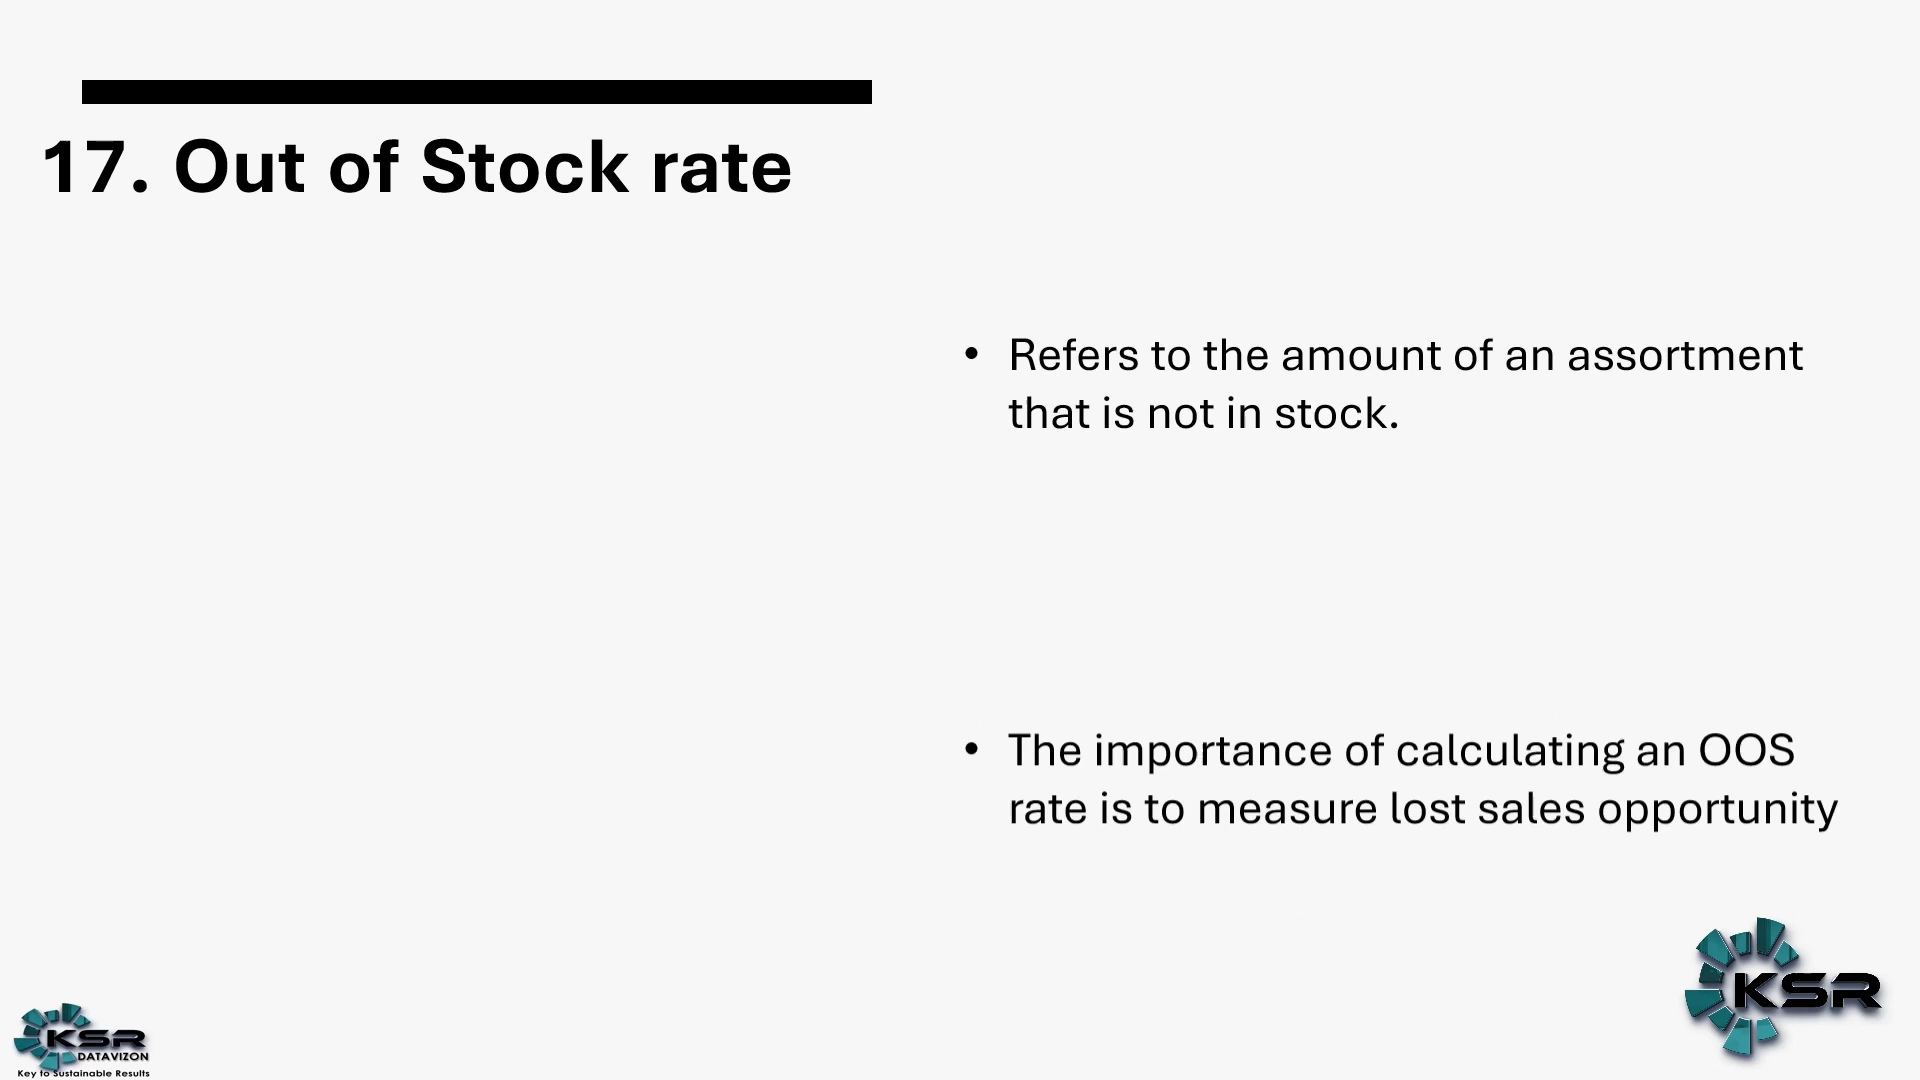 17. Out of Stock rate
• Refers to the amount of an assortment
that is not in stock.
• The importance of calculating an OOS
rate is to measure lost sales opportunity
KSR
KSR
DATAVIZON
Key to Sustainable Results